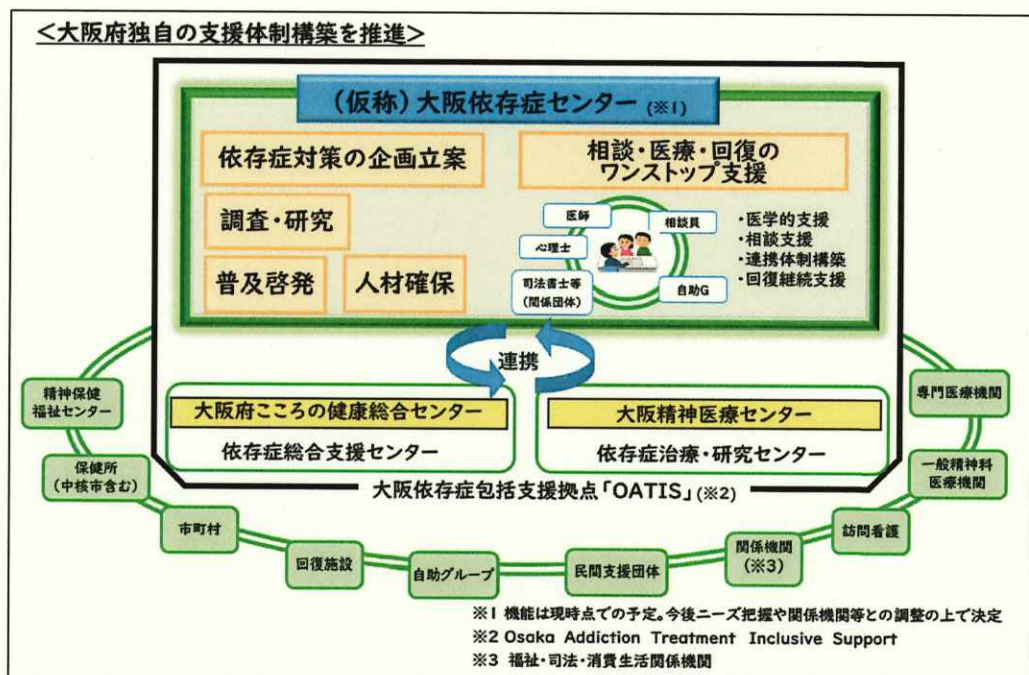 <大阪府独自の支援体制構築を推進>
(仮称)大阪依存症センター(※1)
依存症対策の企画立案
調査・研究
普及啓発
人材確保
相談・医療・回復の
ワンストップ支援
医師
相談員
心理士
司法書士等
(関係団体)
自助G
・医学的支援
・相談支援
・連携体制構築
・回復継続支援
連携
大阪府こころの健康総合センター
依存症総合支援センター
大阪精神医療センター
依存症治療・研究センター
大阪依存症包括支援拠点「OATIS」(※2)
精神保健
福祉センター
保健所
(中核市含む)
市町村
回復施設
自助グループ
民間支援団体
関係機関
(※3)
訪問看護
一般精神科
医療機関
専門医療機関
※1 機能は現時点での予定。今後ニーズ把握や関係機関等との調整の上で決定
※2 Osaka Addiction Treatment Inclusive Support
※3 福祉・司法・消費生活関係機関